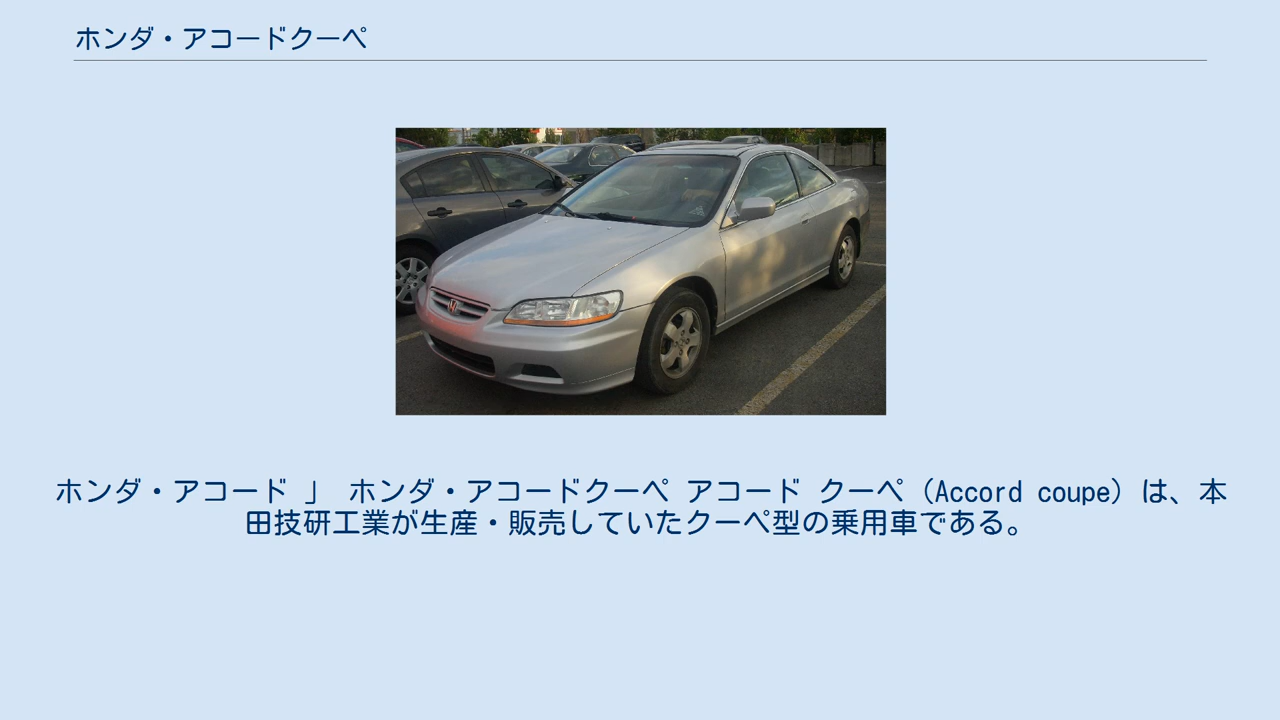 ホンダ・アコードクーペ
ホンダ・アコード 」 ホンダ・アコードクーペ アコード クーペ（Accord coupe）は、本
田技研工業が生産・販売していたクーペ型の乗用車である。